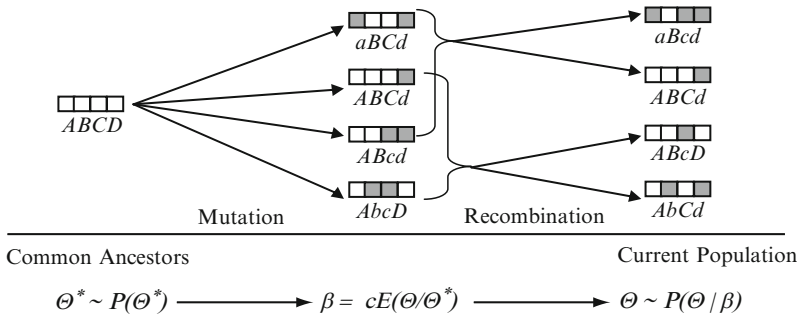 aBCd
aBcd
ABCD
ABCd
ABCd
ABcd
ABcD
AbcD
AbCd
Mutation
Recombination
Common Ancestors
Current Population
Θ* ~ P(Θ*)
β = cE(Θ/Θ*)
Θ ~ P(Θ | β)